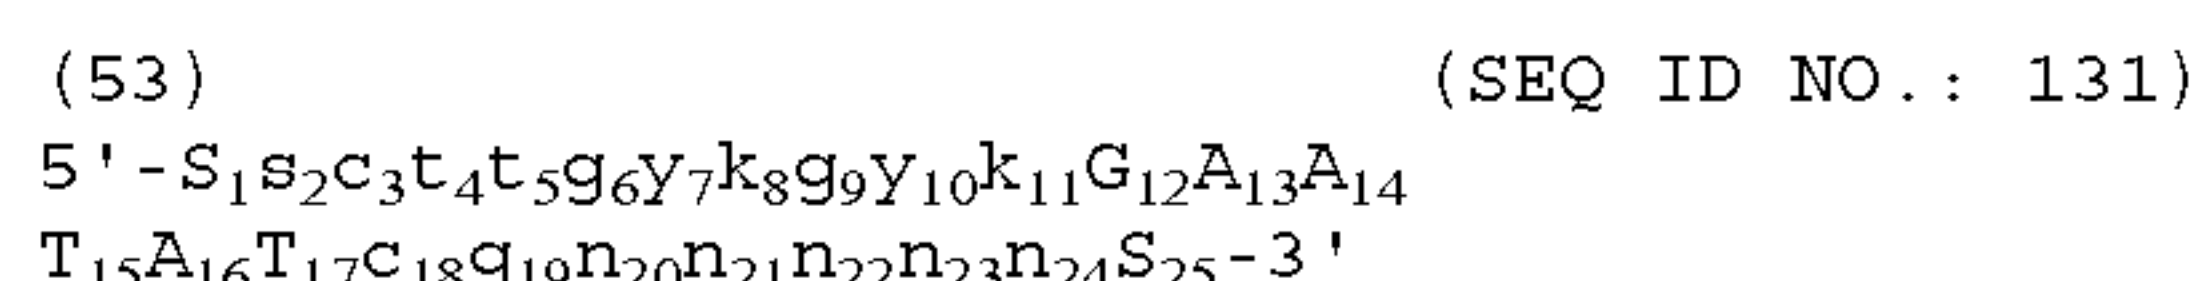 (53) (SEQ ID NO.: 131)
5'-S₁s₂c₃t₄t₅g₆y₇k₈g₉y₁₀k₁₁G₁₂A₁₃A₁₄
T₁₅A₁₆T₁₇c₁₈g₁₉n₂₀n₂₁n₂₂n₂₃n₂₄S₂₅-3'